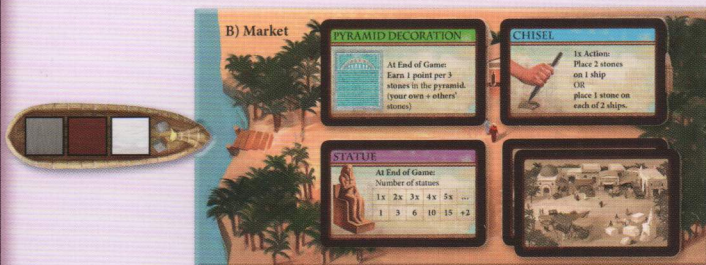 B) Market
PYRAMID DECORATION
At End of Game:
Earn 1 point per 3
stones in the pyramid.
(your own + others'
stones)
CHISEL
1x Action:
Place 2 stones
on 1 ship
OR
place 1 stone on
each of 2 ships.
STATUE
At End of Game:
Number of statues
1x 2x 3x 4x 5x ...
1 3 6 10 15 +2